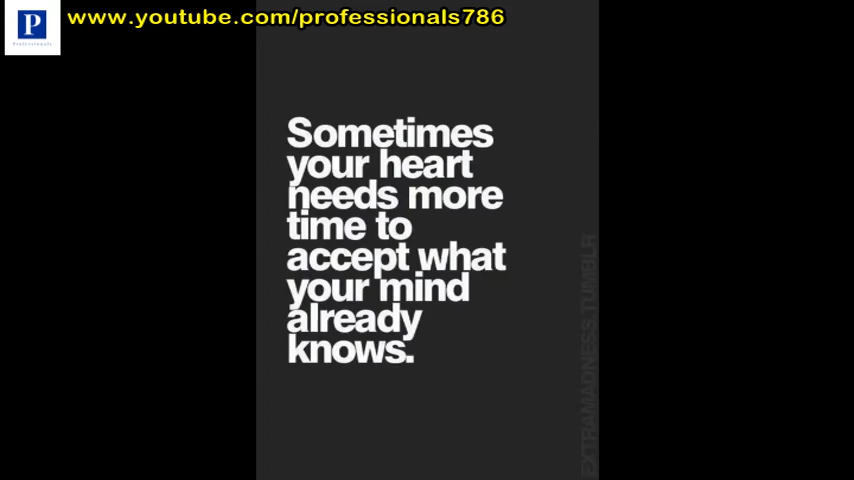 P
Professionals
www.youtube.com/professionals786
Sometimes
your heart
needs more
time to
accept what
your mind
already
knows.
EXTRAMADNESS.TUMBLR